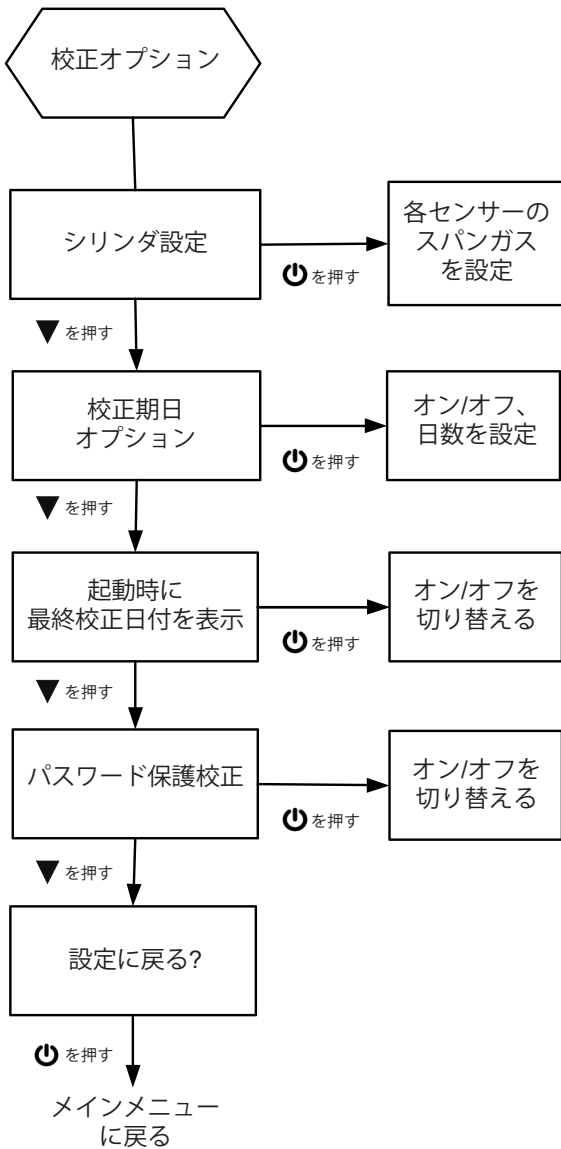 校正オプション
シリンダ設定
各センサーの
スパンガス
を設定
⏻を押す
▼を押す
校正期日
オプション
オン/オフ、
日数を設定
⏻を押す
▼を押す
起動時に
最終校正日付を表示
オン/オフを
切り替える
⏻を押す
▼を押す
パスワード保護校正
オン/オフを
切り替える
⏻を押す
▼を押す
設定に戻る?
⏻を押す
メインメニュー
に戻る